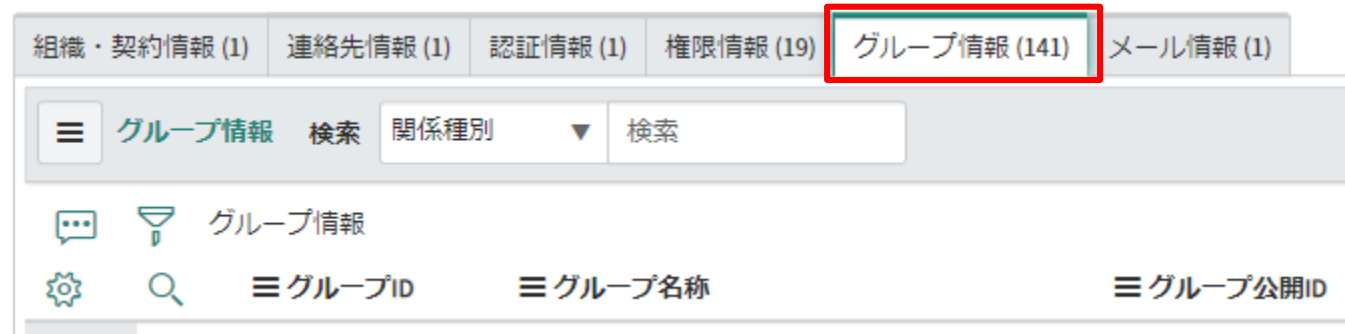 組織・契約情報 (1) 連絡先情報 (1) 認証情報 (1) 権限情報 (19) グループ情報 (141) メール情報 (1)
グループ情報 検索 関係種別 ▼ 検索
グループ情報
グループID グループ名称 グループ公開ID